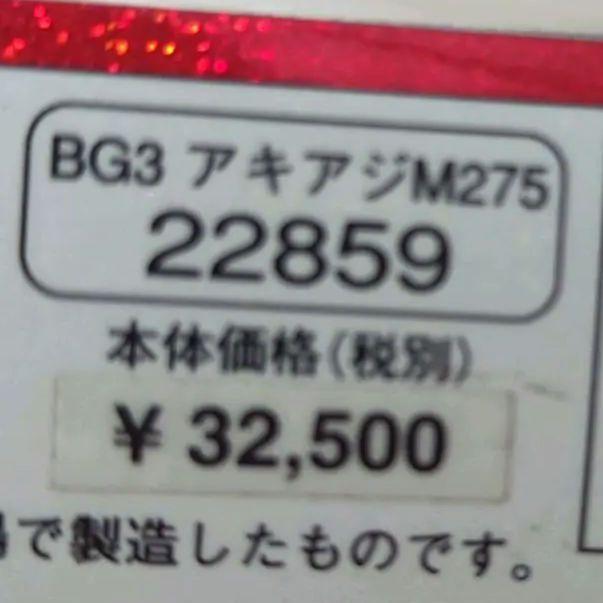 BG3 アキアジM275
22859
本体価格(税別)
¥ 32,500
で製造したものです。